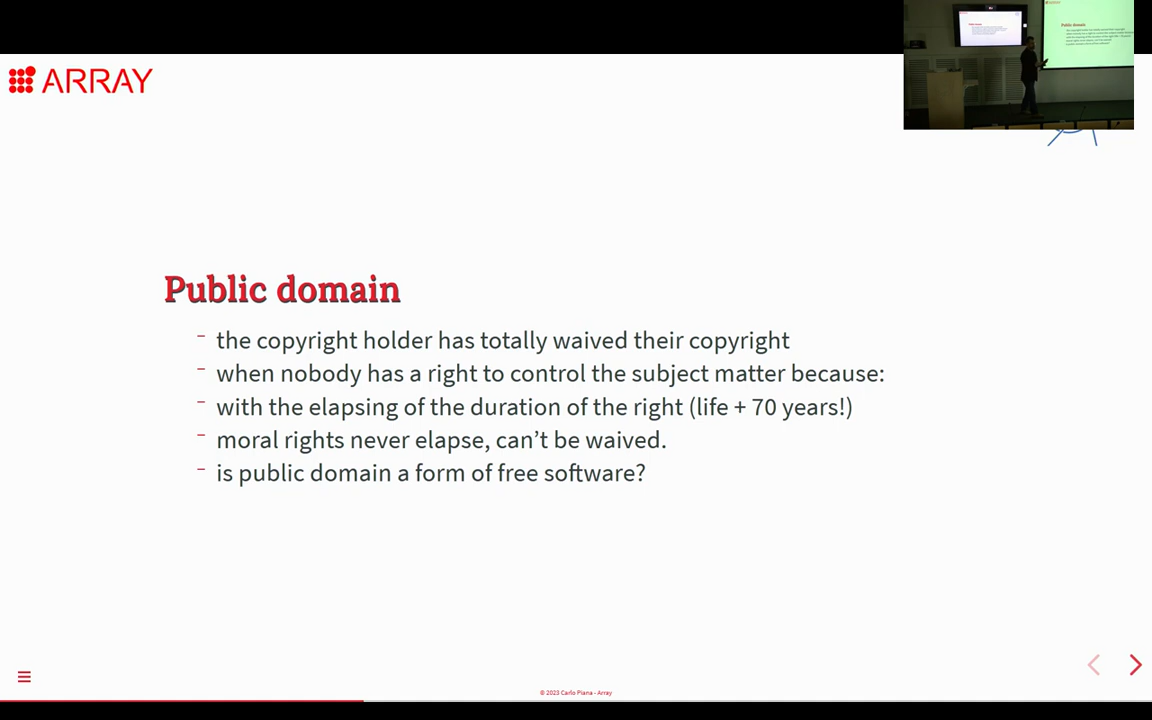 ARRAY
Public domain
the copyright holder has totally waived their copyright
when nobody has a right to control the subject matter because:
with the elapsing of the duration of the right (life + 70 years!)
moral rights never elapse, can’t be waived.
is public domain a form of free software?
© 2023 Carlo Piana - Array
Public domain